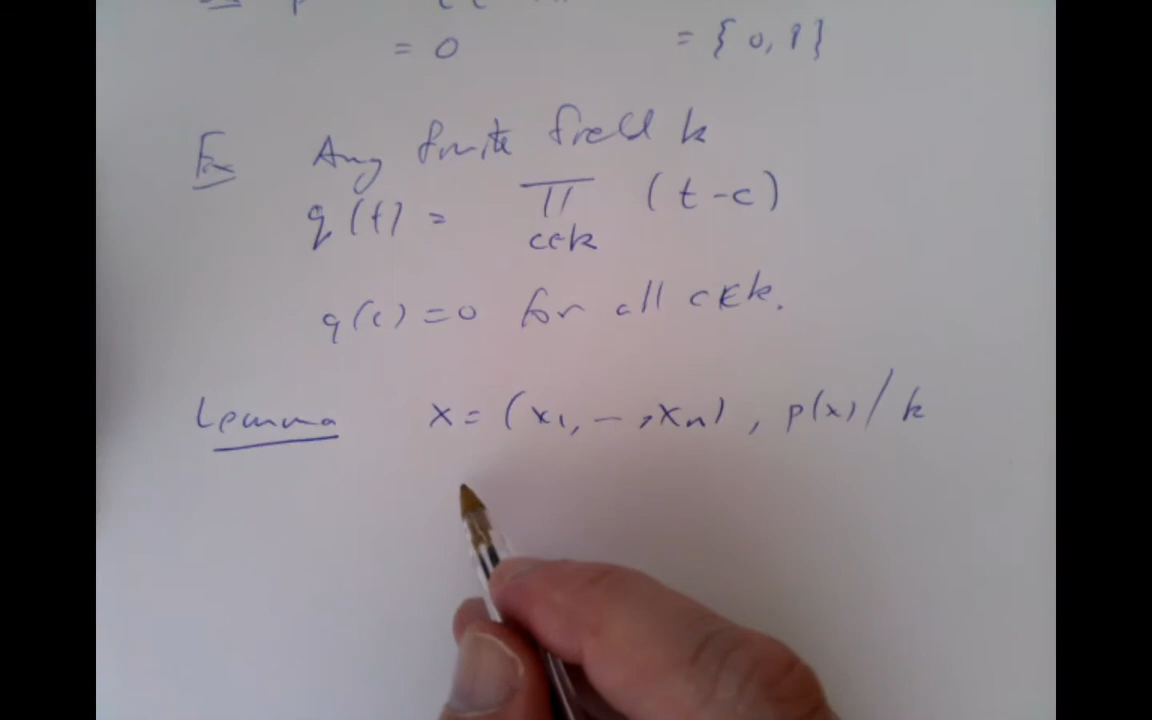 = 0 = { 0, 1 }
Ex Any finite field k
q(t) = ∏ (t-c)
c∈k
q(c) = 0 for all c∈k.
Lemma x = (x₁, –, xₙ), p(x) / k